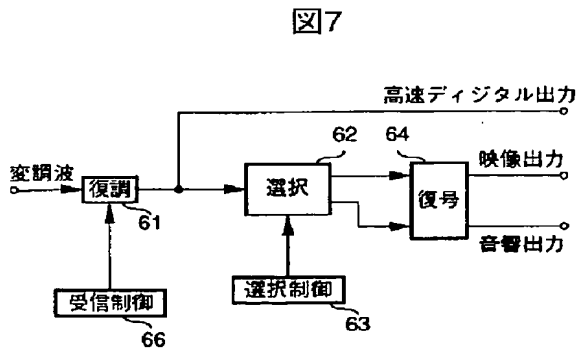 図7
高速ディジタル出力
62
64
変調波
復調
選択
復号
映像出力
61
音響出力
受信制御
選択制御
66
63